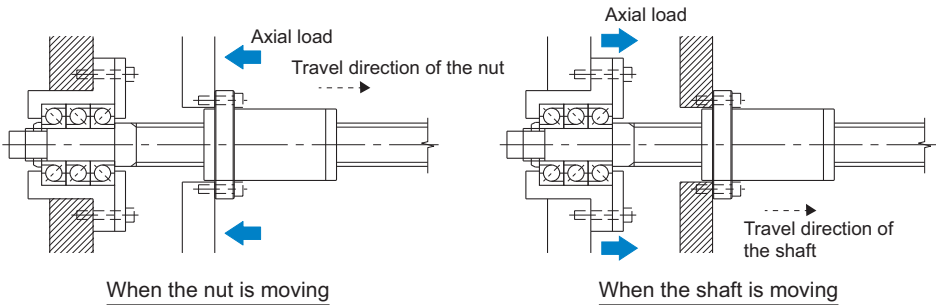 Axial load
Travel direction of the nut
When the nut is moving
Axial load
Travel direction of
the shaft
When the shaft is moving